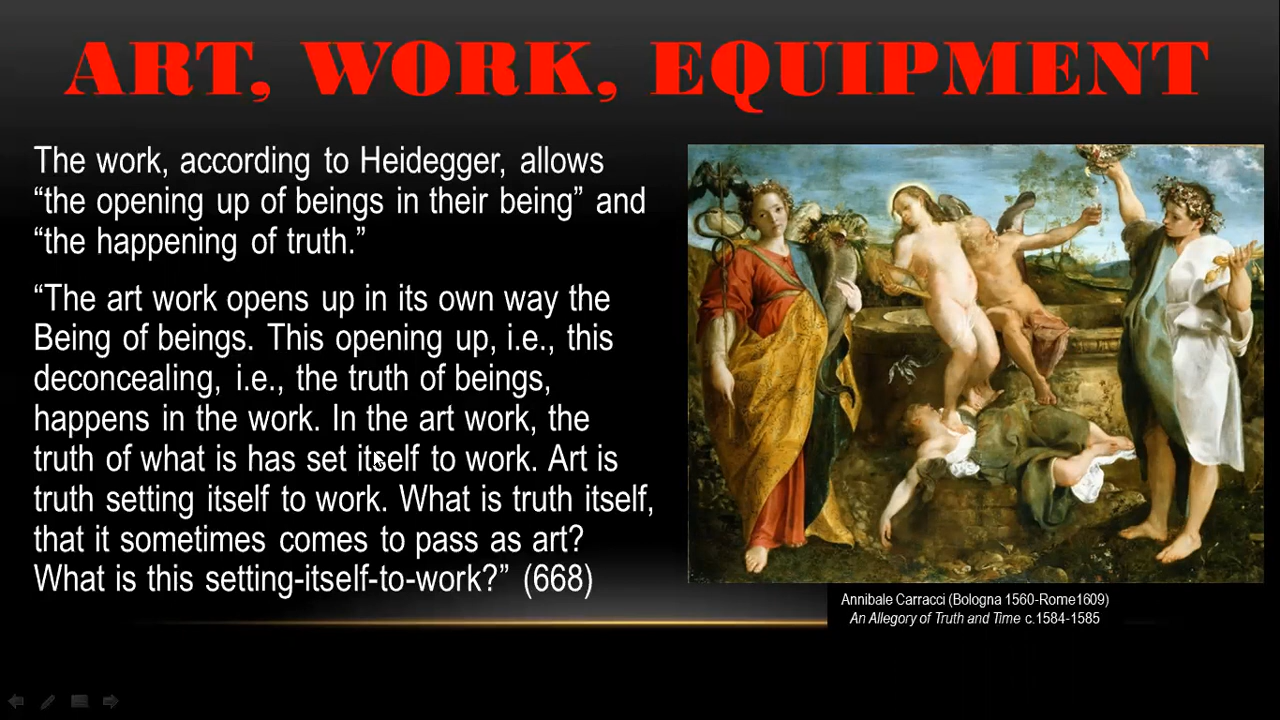 ART, WORK, EQUIPMENT
The work, according to Heidegger, allows
“the opening up of beings in their being” and
“the happening of truth.”
“The art work opens up in its own way the
Being of beings. This opening up, i.e., this
deconcealing, i.e., the truth of beings,
happens in the work. In the art work, the
truth of what is has set itself to work. Art is
truth setting itself to work. What is truth itself,
that it sometimes comes to pass as art?
What is this setting-itself-to-work?” (668)
Annibale Carracci (Bologna 1560-Rome1609)
An Allegory of Truth and Time c.1584-1585